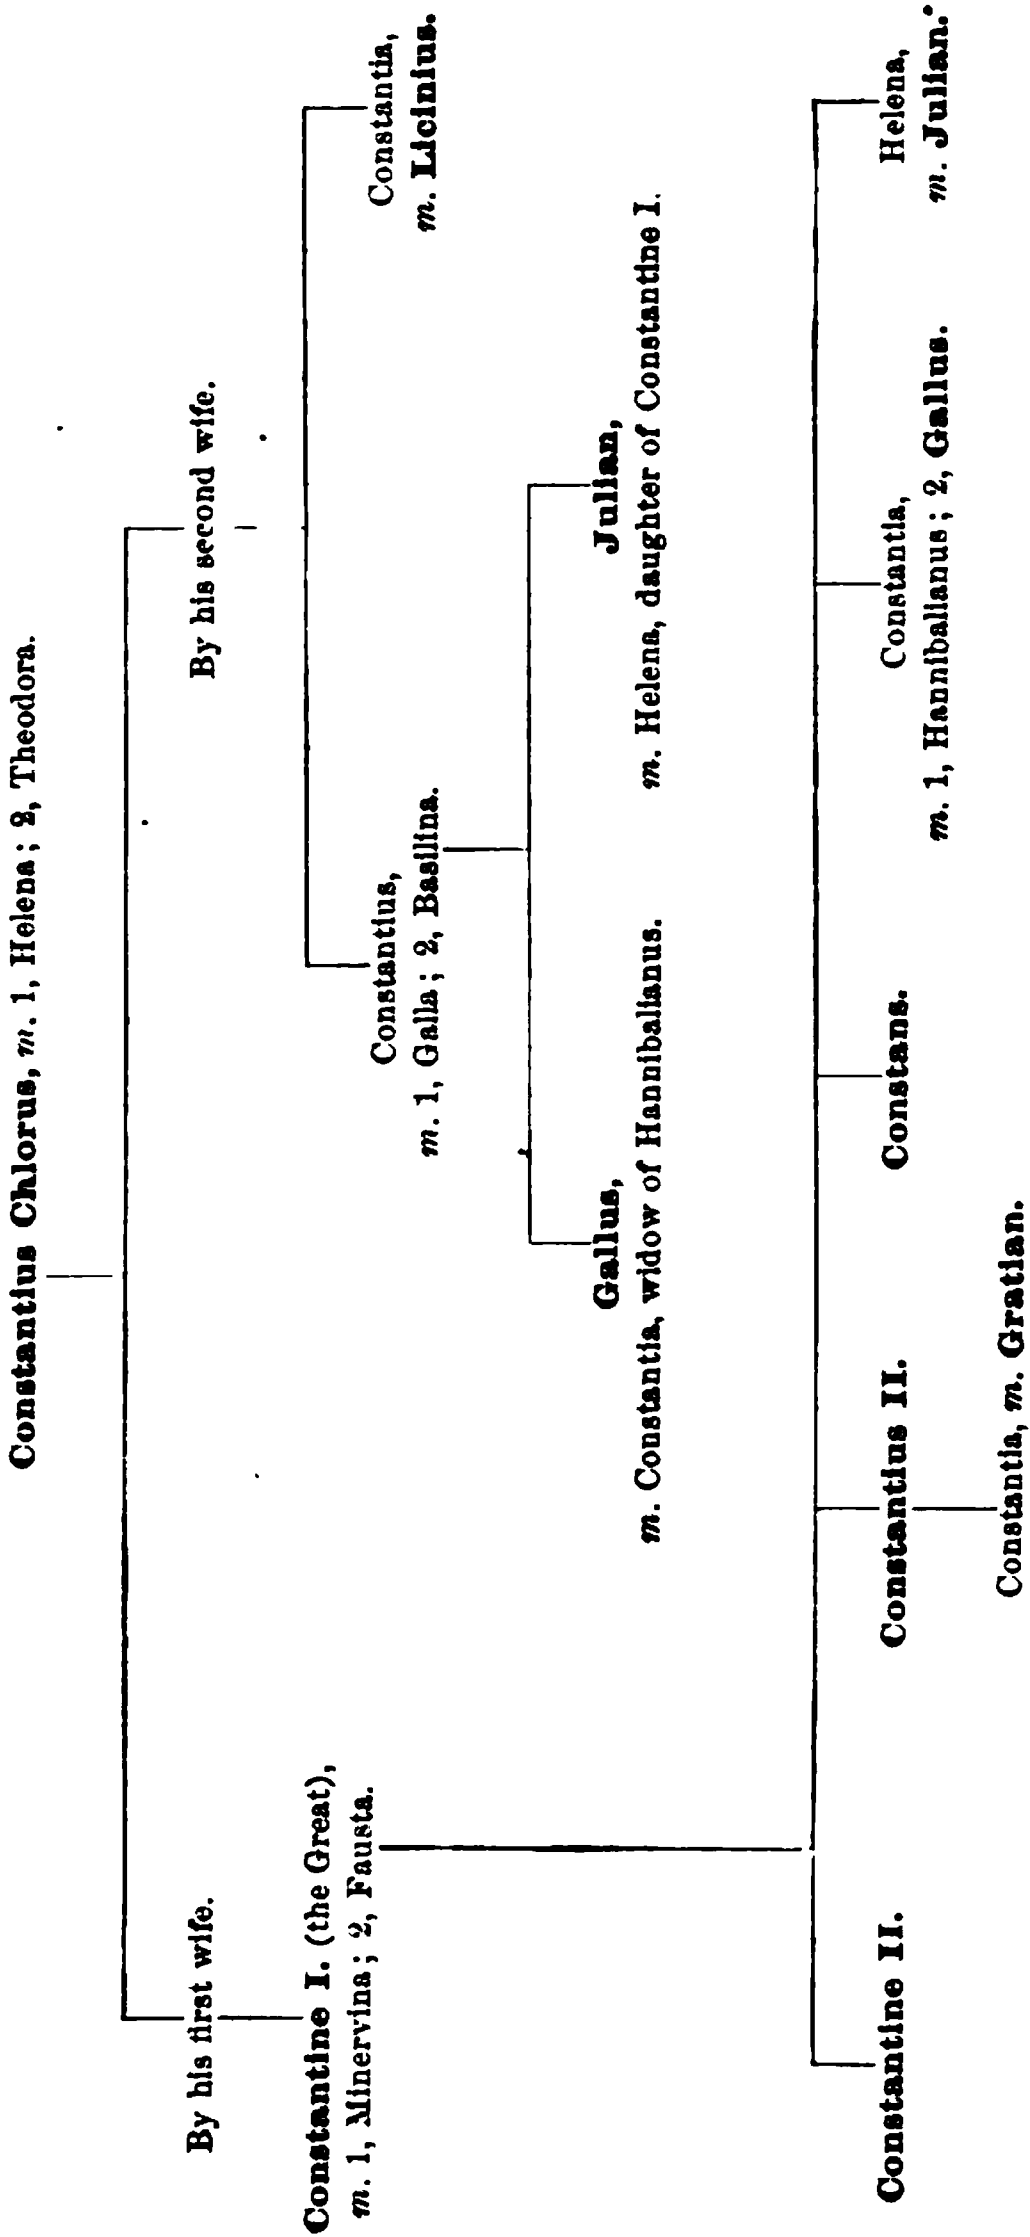 Constantius Chlorus, m. 1, Helena; 2, Theodora.
By his first wife.
By his second wife.
Constantine I. (the Great),
m. 1, Minervina; 2, Fausta.
Constantius,
m. 1, Galla; 2, Basilina.
Constantia,
m. Licinius.
Gallus,
m. Constantia, widow of Hannibalianus.
Julian,
m. Helena, daughter of Constantine I.
Constantine II.
Constantius II.
Constans.
Constantia,
m. 1, Hannibalianus; 2, Gallus.
Helena,
m. Julian.
Constantia, m. Gratian.